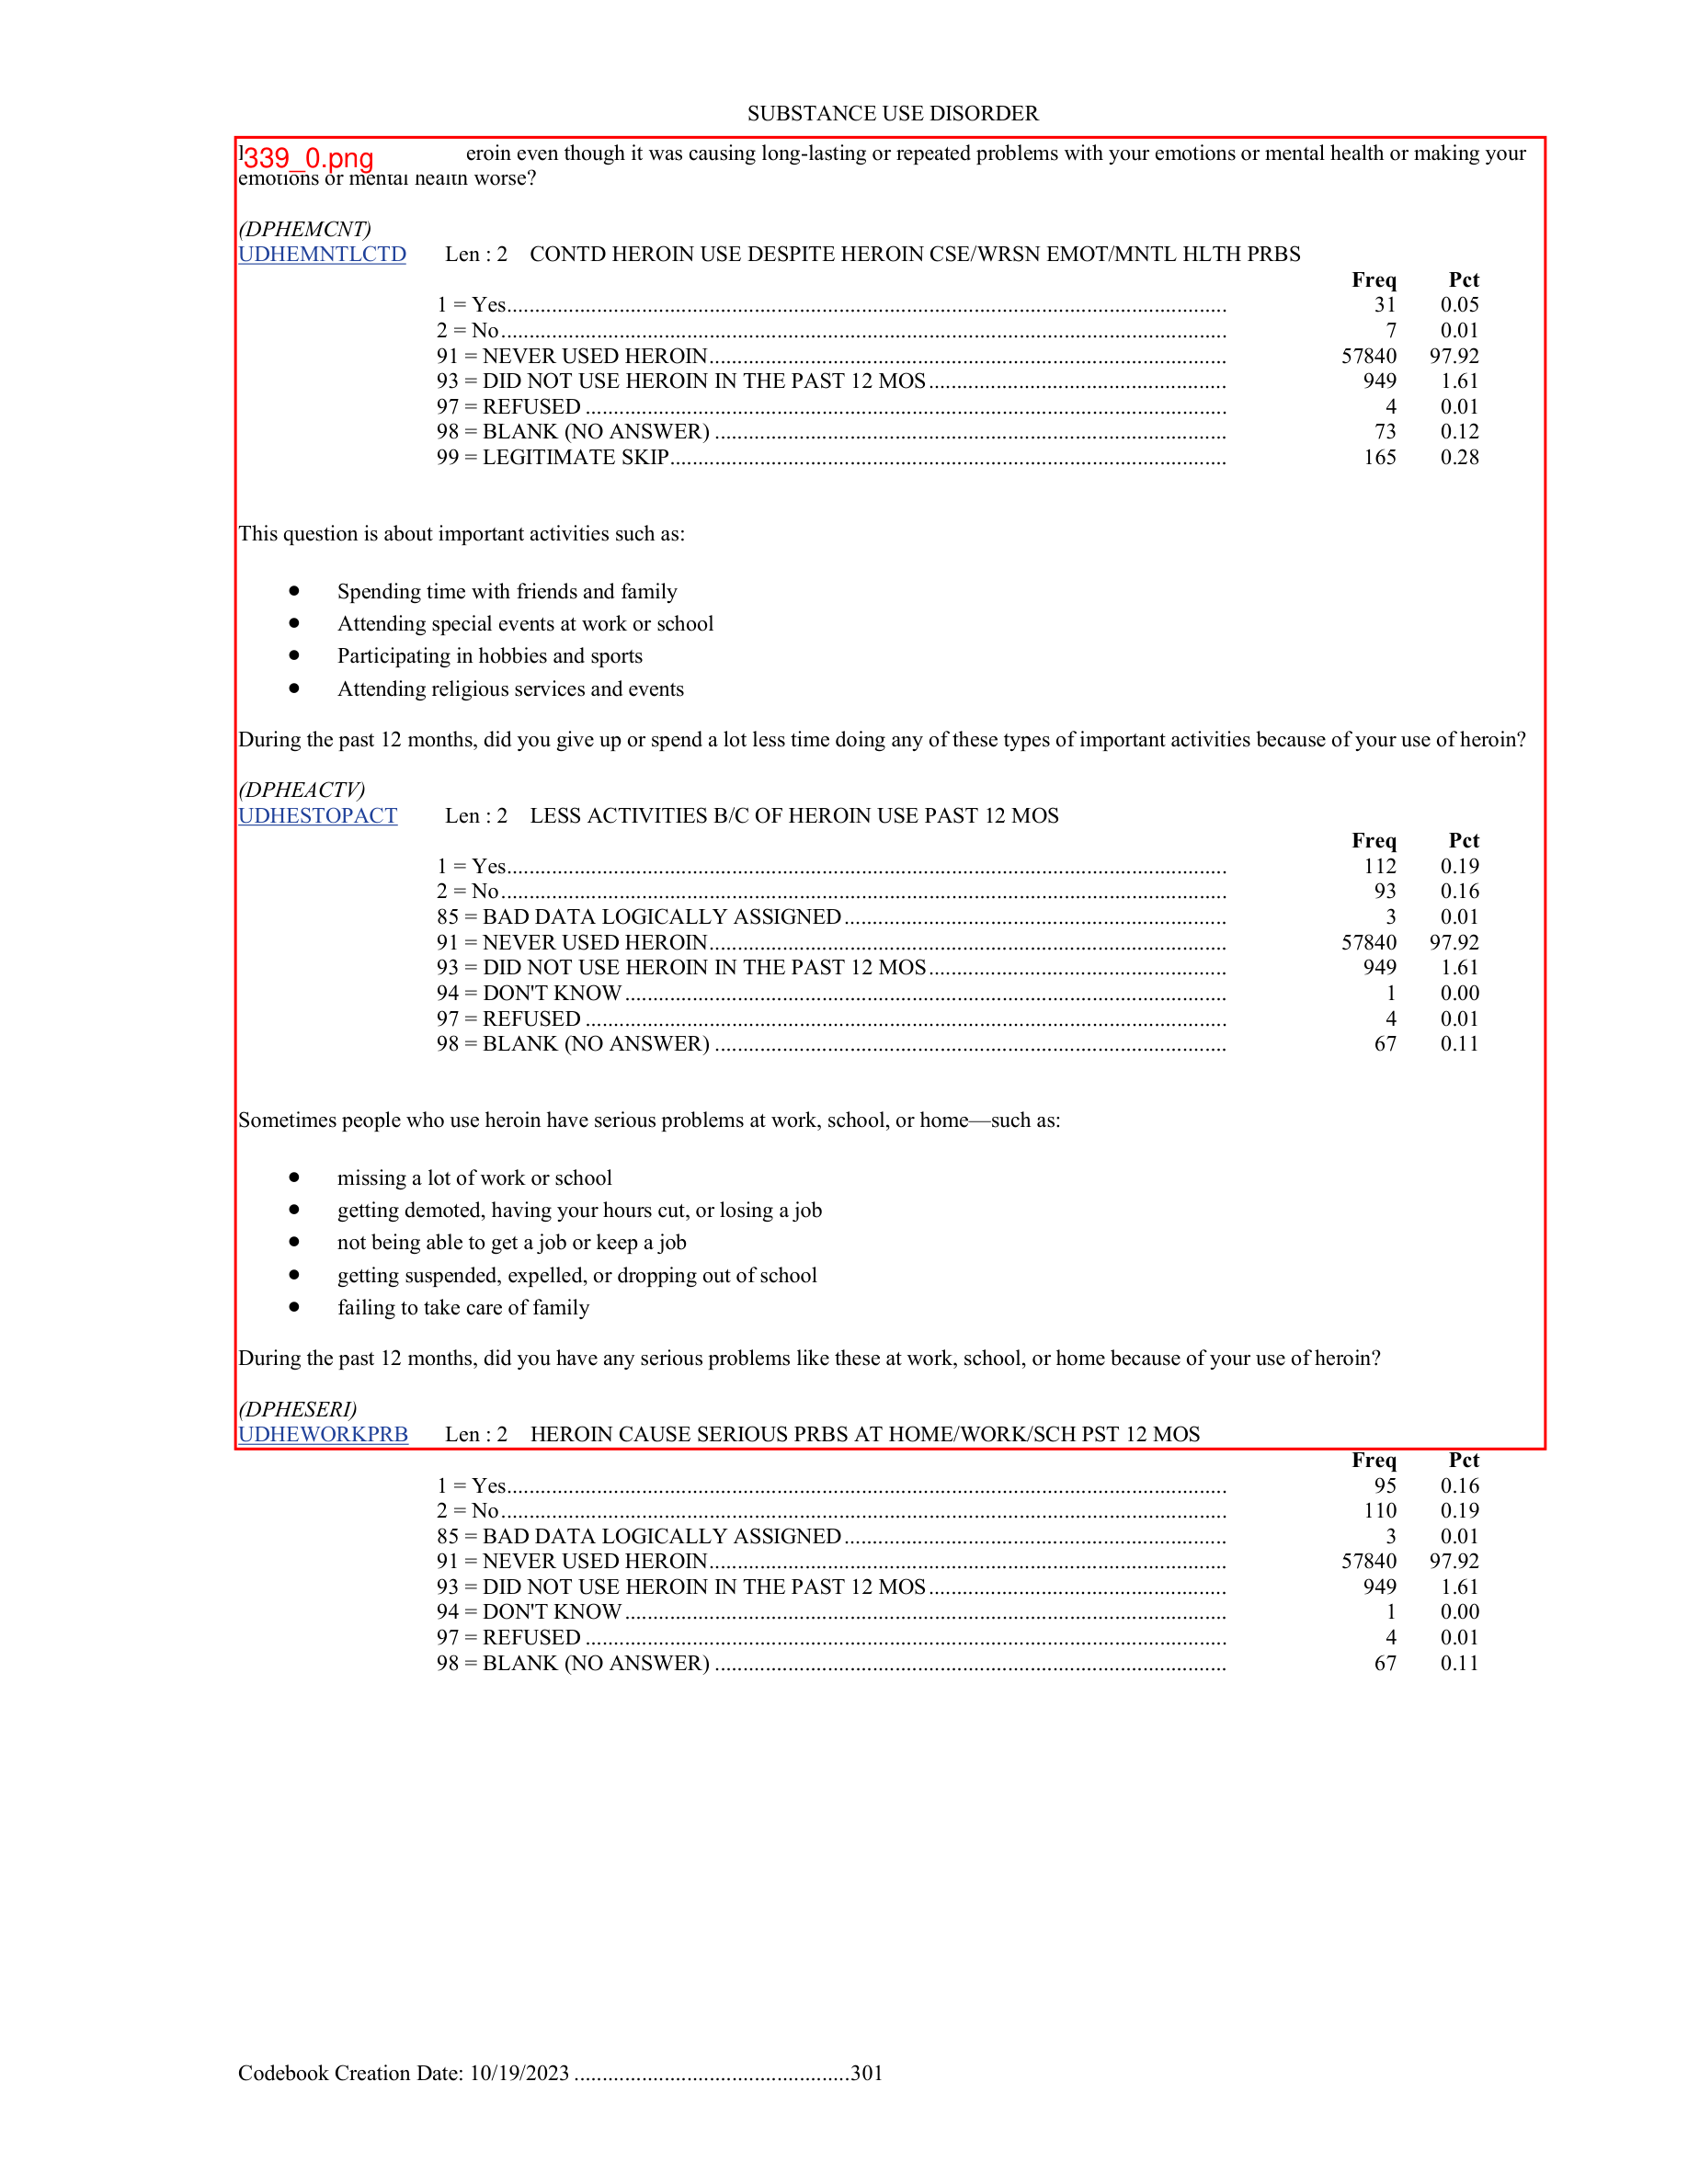 SUBSTANCE USE DISORDER
339_0.png eroin even though it was causing long-lasting or repeated problems with your emotions or mental health or making your
emotions or mental health worse?
(DPHEMCNT)
UDHEMNTLCTD Len : 2 CONTD HEROIN USE DESPITE HEROIN CSE/WRSN EMOT/MNTL HLTH PRBS
Freq Pct
1 = Yes 31 0.05
2 = No 7 0.01
91 = NEVER USED HEROIN 57840 97.92
93 = DID NOT USE HEROIN IN THE PAST 12 MOS 949 1.61
97 = REFUSED 4 0.01
98 = BLANK (NO ANSWER) 73 0.12
99 = LEGITIMATE SKIP 165 0.28
This question is about important activities such as:
● Spending time with friends and family
● Attending special events at work or school
● Participating in hobbies and sports
● Attending religious services and events
During the past 12 months, did you give up or spend a lot less time doing any of these types of important activities because of your use of heroin?
(DPHEACTV)
UDHESTOPACT Len : 2 LESS ACTIVITIES B/C OF HEROIN USE PAST 12 MOS
Freq Pct
1 = Yes 112 0.19
2 = No 93 0.16
85 = BAD DATA LOGICALLY ASSIGNED 3 0.01
91 = NEVER USED HEROIN 57840 97.92
93 = DID NOT USE HEROIN IN THE PAST 12 MOS 949 1.61
94 = DON'T KNOW 1 0.00
97 = REFUSED 4 0.01
98 = BLANK (NO ANSWER) 67 0.11
Sometimes people who use heroin have serious problems at work, school, or home—such as:
● missing a lot of work or school
● getting demoted, having your hours cut, or losing a job
● not being able to get a job or keep a job
● getting suspended, expelled, or dropping out of school
● failing to take care of family
During the past 12 months, did you have any serious problems like these at work, school, or home because of your use of heroin?
(DPHESERI)
UDHEWORKPRB Len : 2 HEROIN CAUSE SERIOUS PRBS AT HOME/WORK/SCH PST 12 MOS
Freq Pct
1 = Yes 95 0.16
2 = No 110 0.19
85 = BAD DATA LOGICALLY ASSIGNED 3 0.01
91 = NEVER USED HEROIN 57840 97.92
93 = DID NOT USE HEROIN IN THE PAST 12 MOS 949 1.61
94 = DON'T KNOW 1 0.00
97 = REFUSED 4 0.01
98 = BLANK (NO ANSWER) 67 0.11
Codebook Creation Date: 10/19/2023 301